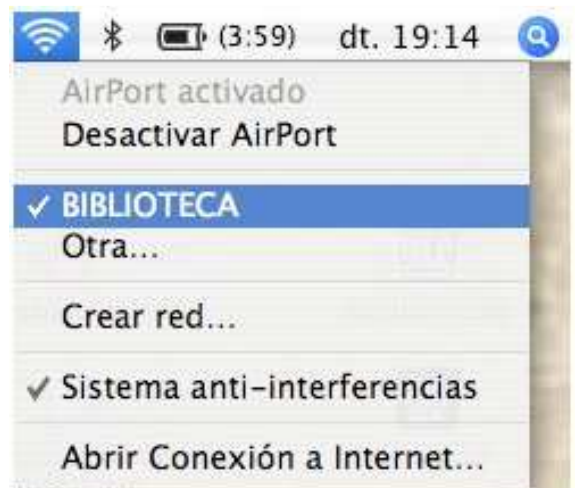 (3:59) dt. 19:14
AirPort activado
Desactivar AirPort
BIBLIOTECA
Otra...
Crear red...
Sistema anti-interferencias
Abrir Conexión a Internet...